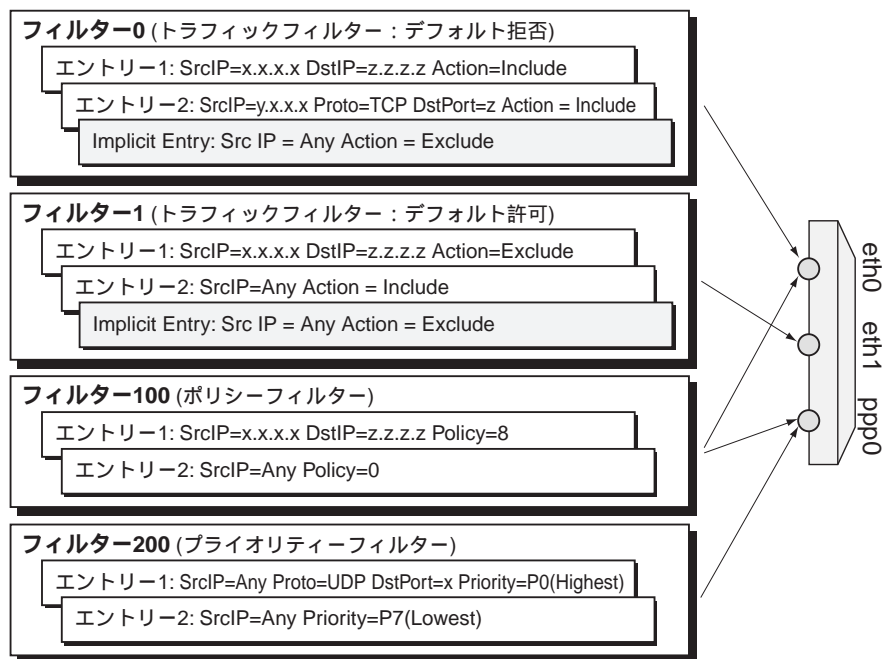 フィルター0 (トラフィックフィルター：デフォルト拒否)
エントリー1: SrcIP=x.x.x.x DstIP=z.z.z.z Action=Include
エントリー2: SrcIP=y.x.x.x Proto=TCP DstPort=z Action = Include
Implicit Entry: Src IP = Any Action = Exclude
フィルター1 (トラフィックフィルター：デフォルト許可)
エントリー1: SrcIP=x.x.x.x DstIP=z.z.z.z Action=Exclude
エントリー2: SrcIP=Any Action = Include
Implicit Entry: Src IP = Any Action = Exclude
フィルター100 (ポリシーフィルター)
エントリー1: SrcIP=x.x.x.x DstIP=z.z.z.z Policy=8
エントリー2: SrcIP=Any Policy=0
フィルター200 (プライオリティーフィルター)
エントリー1: SrcIP=Any Proto=UDP DstPort=x Priority=P0(Highest)
エントリー2: SrcIP=Any Priority=P7(Lowest)
eth0 eth1 ppp0